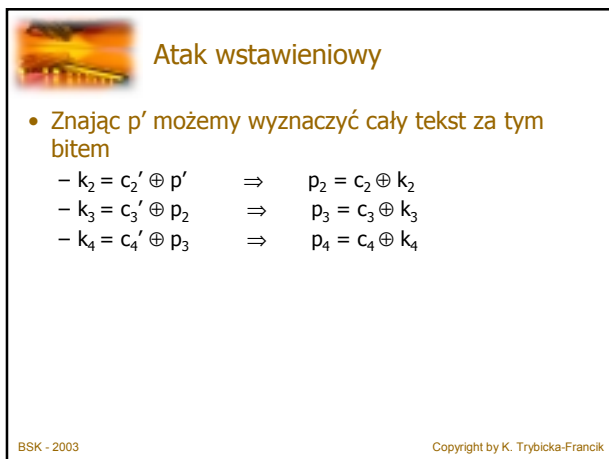 Atak wstawieniowy
• Znając p′ możemy wyznaczyć cały tekst za tym
bitem
– k₂ = c₂′ ⊕ p′ ⇒ p₂ = c₂ ⊕ k₂
– k₃ = c₃′ ⊕ p₂ ⇒ p₃ = c₃ ⊕ k₃
– k₄ = c₄′ ⊕ p₃ ⇒ p₄ = c₄ ⊕ k₄
BSK - 2003 Copyright by K. Trybicka-Francik